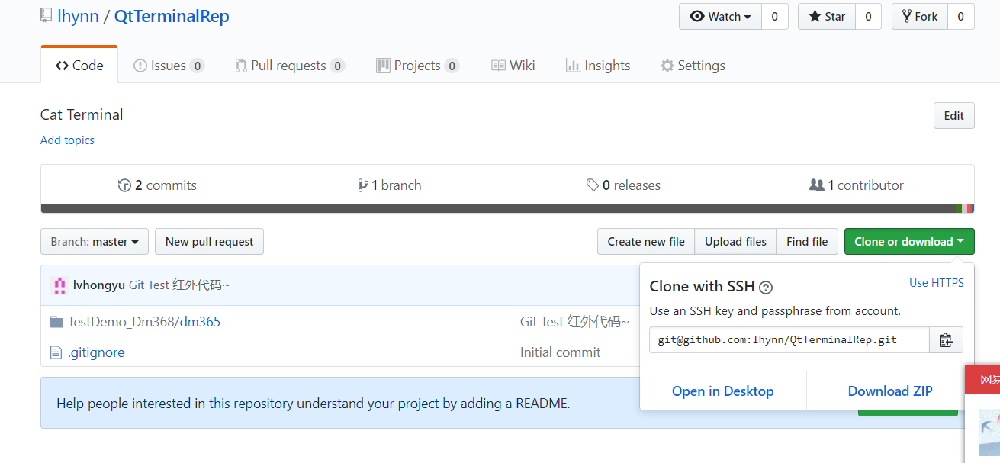 lhynn / QtTerminalRep Watch 0 Star 0 Fork 0
Code Issues 0 Pull requests 0 Projects 0 Wiki Insights Settings
Cat Terminal Edit
Add topics
2 commits 1 branch 0 releases 1 contributor
Branch: master New pull request Create new file Upload files Find file Clone or download
lvhongyu Git Test 红外代码~
TestDemo_Dm368/dm365 Git Test 红外代码~
.gitignore Initial commit
Help people interested in this repository understand your project by adding a README.
Clone with SSH ? Use HTTPS
Use an SSH key and passphrase from account.
git@github.com:lhynn/QtTerminalRep.git
Open in Desktop Download ZIP
网易